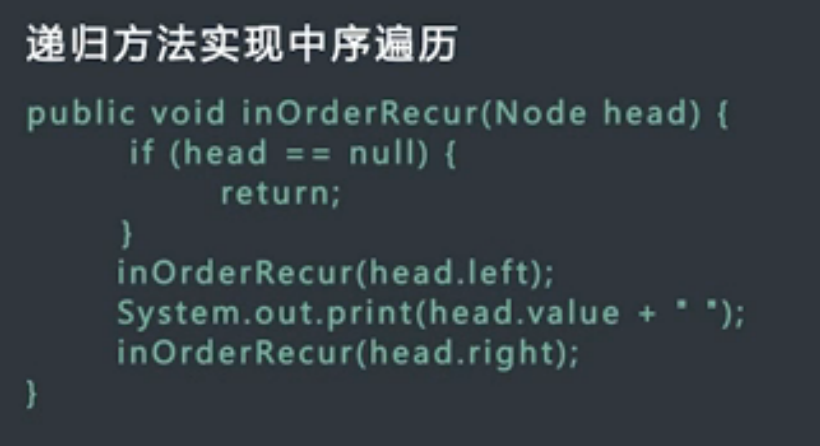 递归方法实现中序遍历
public void inOrderRecur(Node head) {
if (head == null) {
return;
}
inOrderRecur(head.left);
System.out.print(head.value + " ");
inOrderRecur(head.right);
}